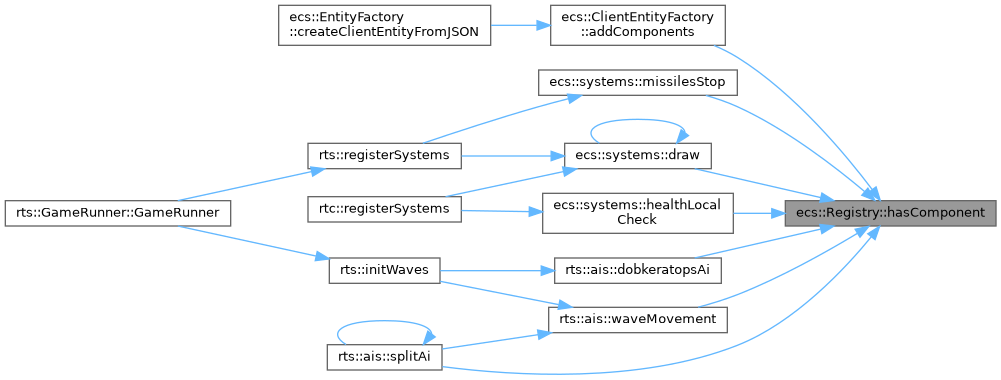 ecs::EntityFactory
::createClientEntityFromJSON
ecs::ClientEntityFactory
::addComponents
ecs::systems::missilesStop
rts::registerSystems
ecs::systems::draw
rts::GameRunner::GameRunner
rtc::registerSystems
ecs::systems::healthLocal
Check
ecs::Registry::hasComponent
rts::initWaves
rts::ais::dobkeratopsAi
rts::ais::waveMovement
rts::ais::splitAi